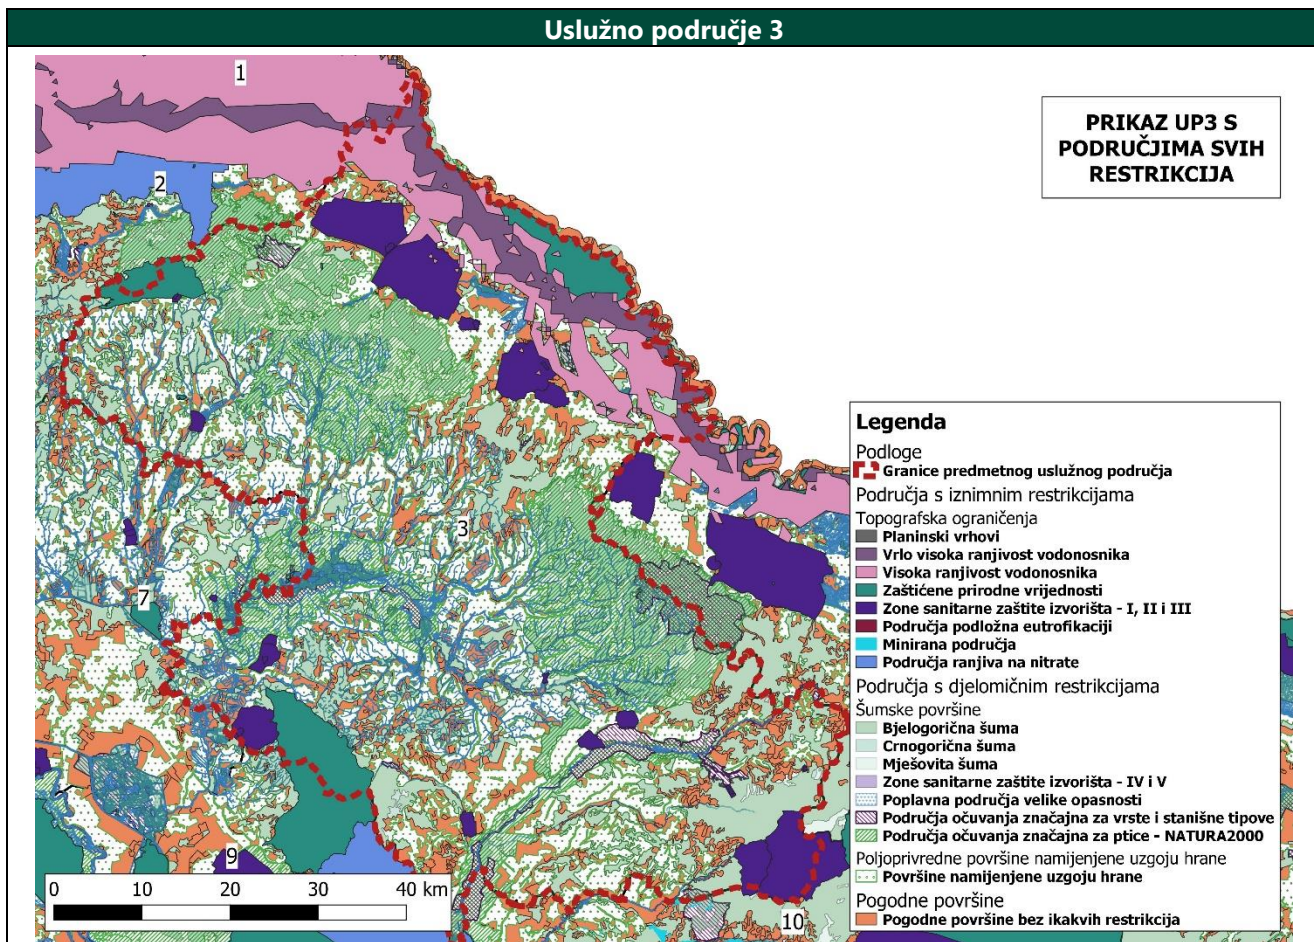 Uslužno područje 3
1
PRIKAZ UP3 S
PODRUČJIMA SVIH
RESTRIKCIJA
2
3
7
9
10
0 10 20 30 40 km
Legenda
Podloge
Granice predmetnog uslužnog područja
Područja s iznimnim restrikcijama
Topografska ograničenja
Planinski vrhovi
Vrlo visoka ranjivost vodonosnika
Visoka ranjivost vodonosnika
Zaštićene prirodne vrijednosti
Zone sanitarne zaštite izvorišta - I, II i III
Područja podložna eutrofikaciji
Minirana područja
Područja ranjiva na nitrate
Područja s djelomičnim restrikcijama
Šumske površine
Bjelogorična šuma
Crnogorična šuma
Mješovita šuma
Zone sanitarne zaštite izvorišta - IV i V
Poplavna područja velike opasnosti
Područja očuvanja značajna za vrste i stanišne tipove
Područja očuvanja značajna za ptice - NATURA2000
Poljoprivredne površine namijenjene uzgoju hrane
Površine namijenjene uzgoju hrane
Pogodne površine
Pogodne površine bez ikakvih restrikcija